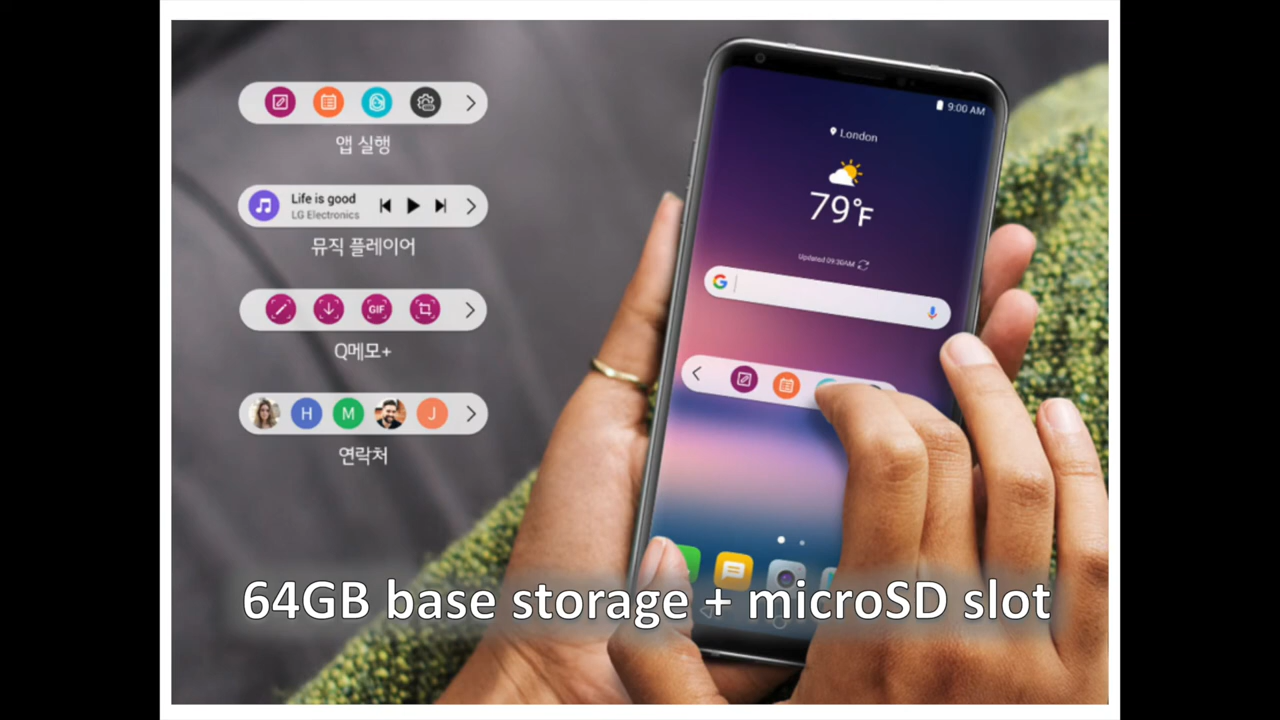 앱 실행
Life is good
LG Electronics
뮤직 플레이어
GIF
Q메모+
H M J
연락처
9:00 AM
London
79°F
Updated 09:30AM
G
64GB base storage + microSD slot